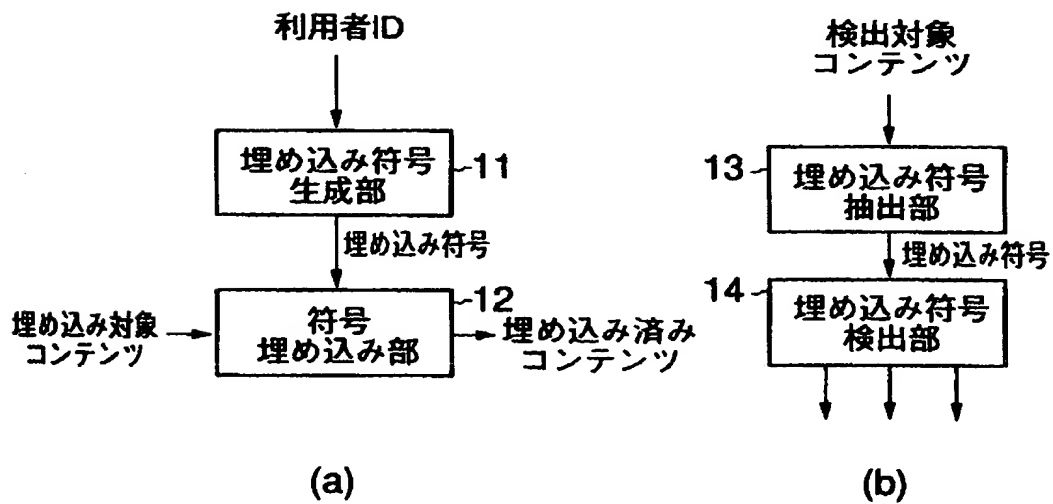 利用者ID
埋め込み符号
生成部
11
埋め込み符号
埋め込み対象
コンテンツ
符号
埋め込み部
12
埋め込み済み
コンテンツ
(a)
検出対象
コンテンツ
13
埋め込み符号
抽出部
埋め込み符号
14
埋め込み符号
検出部
(b)